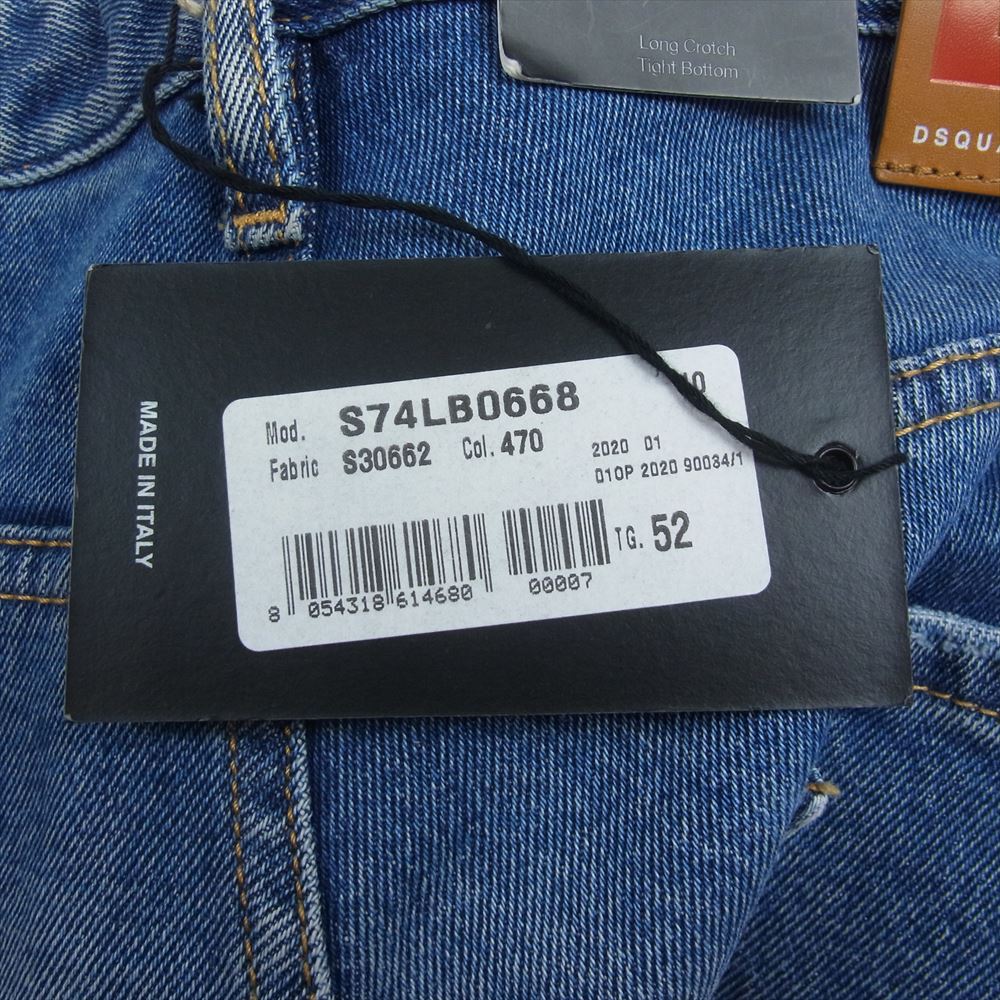 Long Crotch
Tight Bottom
DSQUA
MADE IN ITALY
Mod. S74LB0668
Fabric S30662 Col. 470
2020 01
010P 2020 90034/1
TG. 52
8 054318 614680 00007